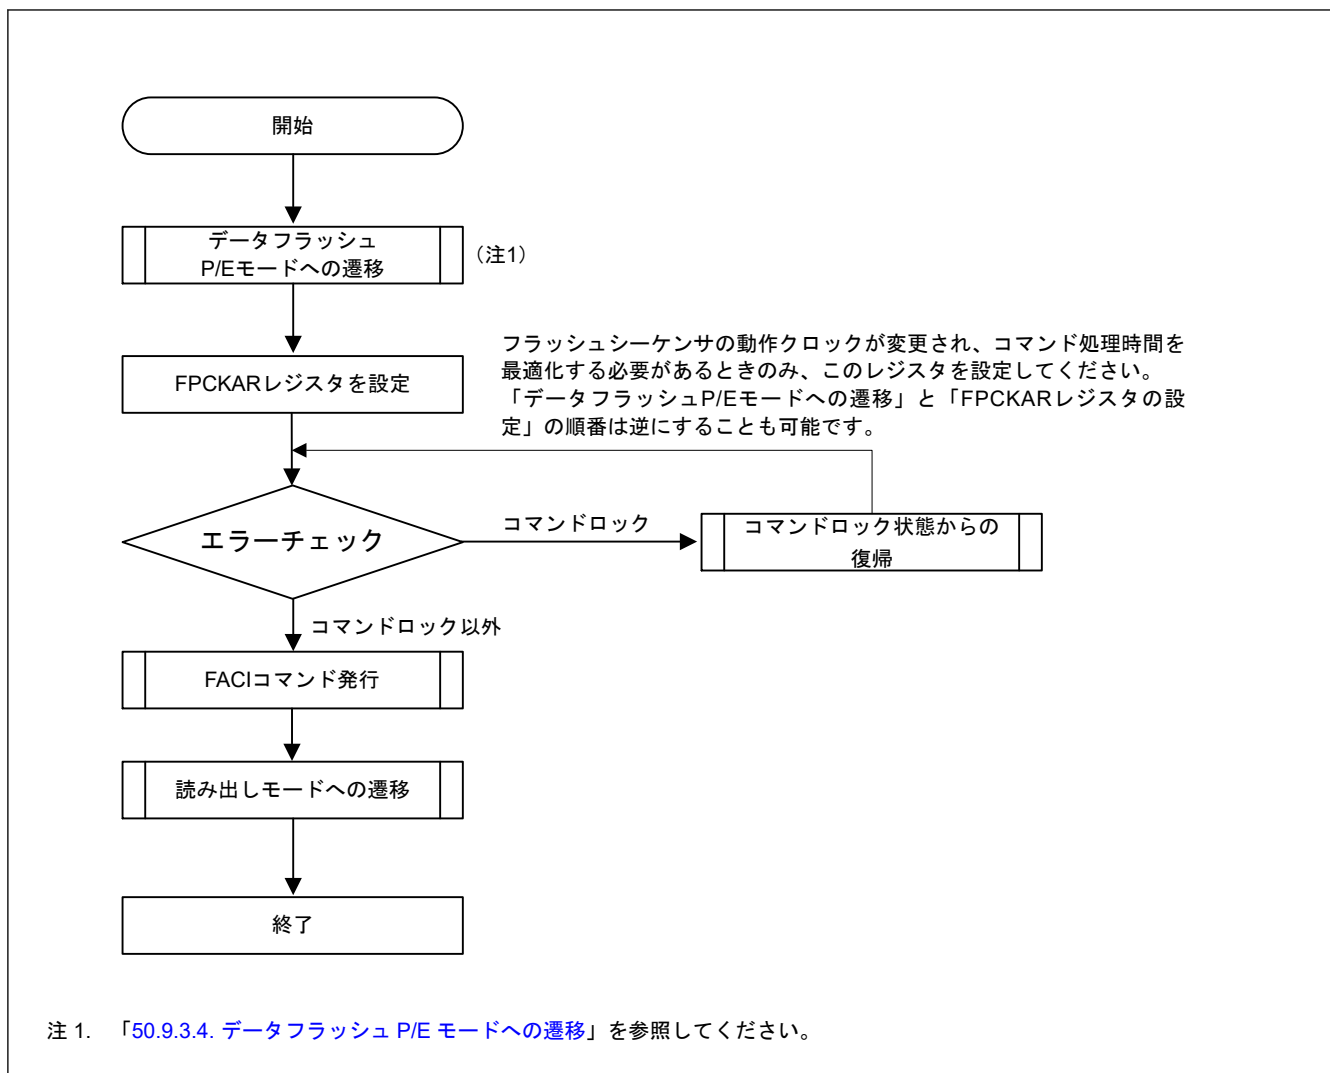 開始
データフラッシュ
P/Eモードへの遷移
（注1）
FPCKARレジスタを設定
フラッシュシーケンサの動作クロックが変更され、コマンド処理時間を
最適化する必要があるときのみ、このレジスタを設定してください。
「データフラッシュP/Eモードへの遷移」と「FPCKARレジスタの設
定」の順番は逆にすることも可能です。
エラーチェック
コマンドロック
コマンドロック状態からの
復帰
コマンドロック以外
FACIコマンド発行
読み出しモードへの遷移
終了
注 1. 「50.9.3.4. データフラッシュ P/E モードへの遷移」を参照してください。